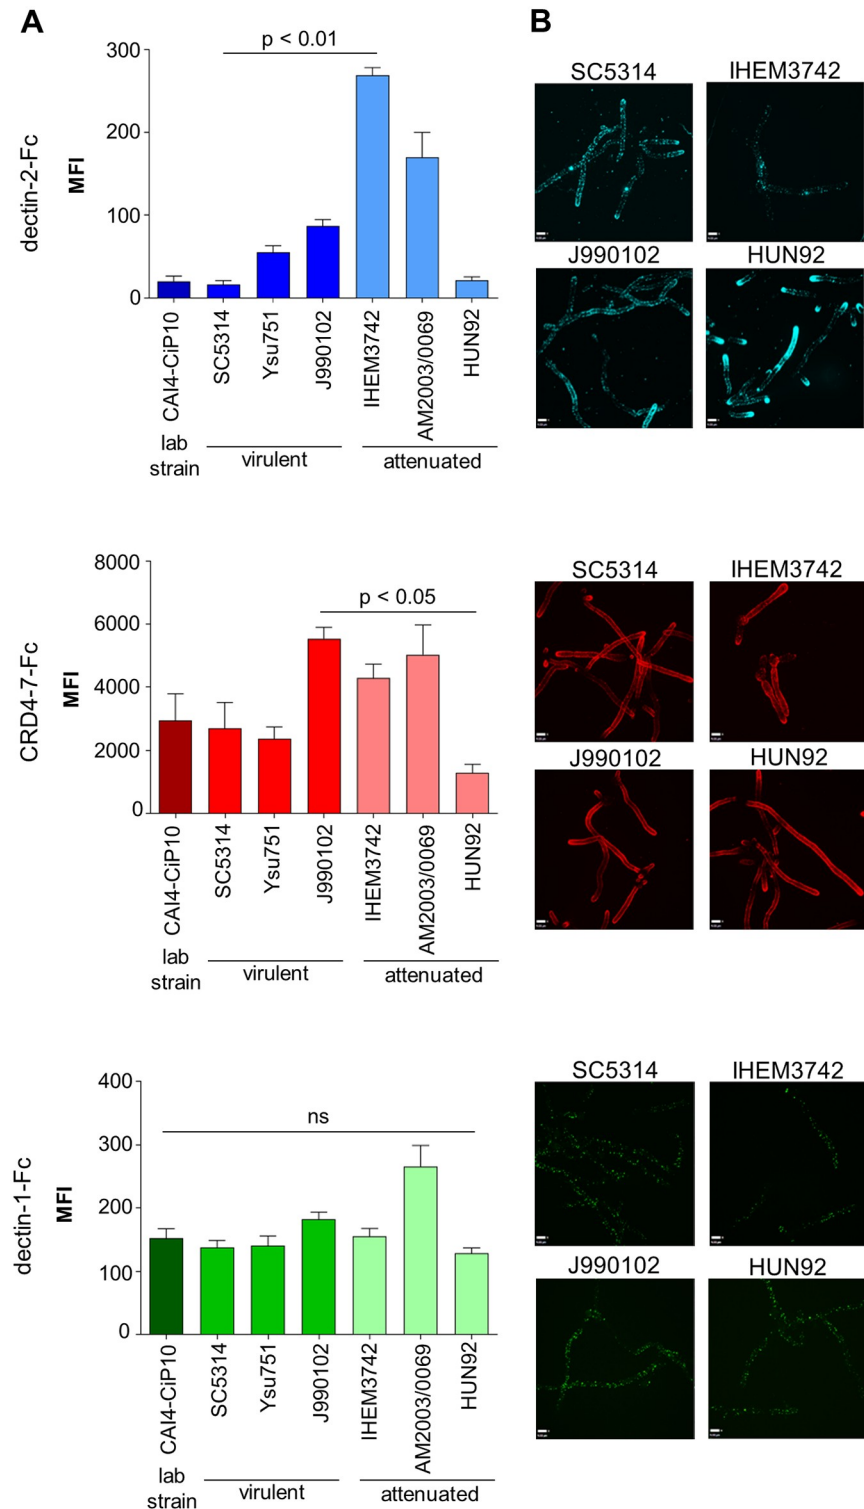 A
B
300
p < 0.01
200
100
0
dectin-2-Fc
MFI
CAI4-CiP10
SC5314
Ysu751
J990102
IHEM3742
AM2003/0069
HUN92
lab
strain
virulent
attenuated
SC5314
IHEM3742
J990102
HUN92
8000
p < 0.05
6000
4000
2000
0
CRD4-7-Fc
MFI
CAI4-CiP10
SC5314
Ysu751
J990102
IHEM3742
AM2003/0069
HUN92
lab
strain
virulent
attenuated
SC5314
IHEM3742
J990102
HUN92
400
ns
300
200
100
0
dectin-1-Fc
MFI
CAI4-CiP10
SC5314
Ysu751
J990102
IHEM3742
AM2003/0069
HUN92
lab
strain
virulent
attenuated
SC5314
IHEM3742
J990102
HUN92